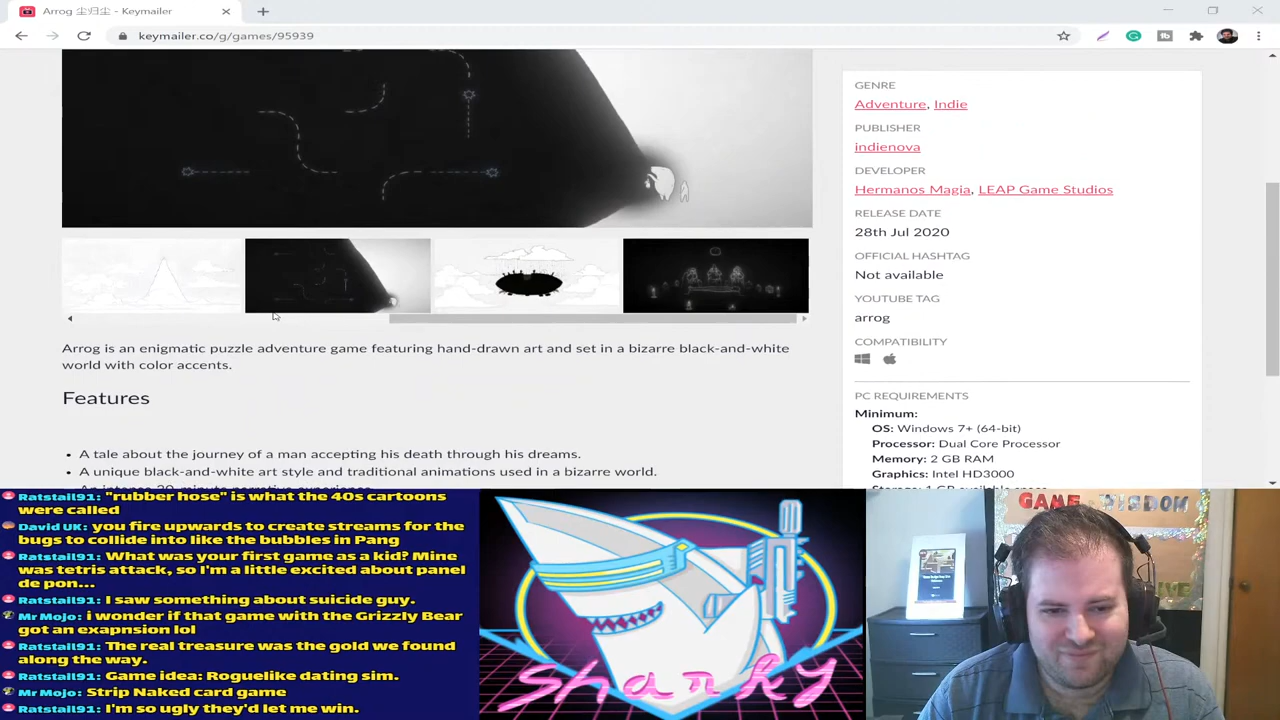 Arrog 尘归尘 - Keymailer
keymailer.co/g/games/95939
GENRE
Adventure, Indie
PUBLISHER
indienova
DEVELOPER
Hermanos Magia, LEAP Game Studios
RELEASE DATE
28th Jul 2020
OFFICIAL HASHTAG
Not available
YOUTUBE TAG
arrog
COMPATIBILITY
PC REQUIREMENTS
Minimum:
OS: Windows 7+ (64-bit)
Processor: Dual Core Processor
Memory: 2 GB RAM
Graphics: Intel HD3000
Arrog is an enigmatic puzzle adventure game featuring hand-drawn art and set in a bizarre black-and-white
world with color accents.
Features
• A tale about the journey of a man accepting his death through his dreams.
• A unique black-and-white art style and traditional animations used in a bizarre world.
Ratstail91: "rubber hose" is what the 40s cartoons
were called
David UK: you fire upwards to create streams for the
bugs to collide into like the bubbles in Pang
Ratstail91: What was your first game as a kid? Mine
was tetris attack, so I'm a little excited about panel
de pon...
Ratstail91: I saw something about suicide guy.
Mr Mojo: i wonder if that game with the Grizzly Bear
got an exapnsion lol
Ratstail91: The real treasure was the gold we found
along the way.
Ratstail91: Game idea: Roguelike dating sim.
Mr Mojo: Strip Naked card game
Ratstail91: I'm so ugly they'd let me win.
sharky
GAME WISDOM